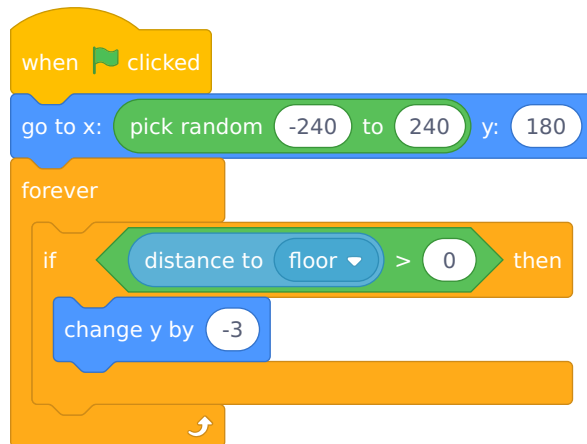 when clicked
go to x: pick random -240 to 240 y: 180
forever
if distance to floor > 0 then
change y by -3